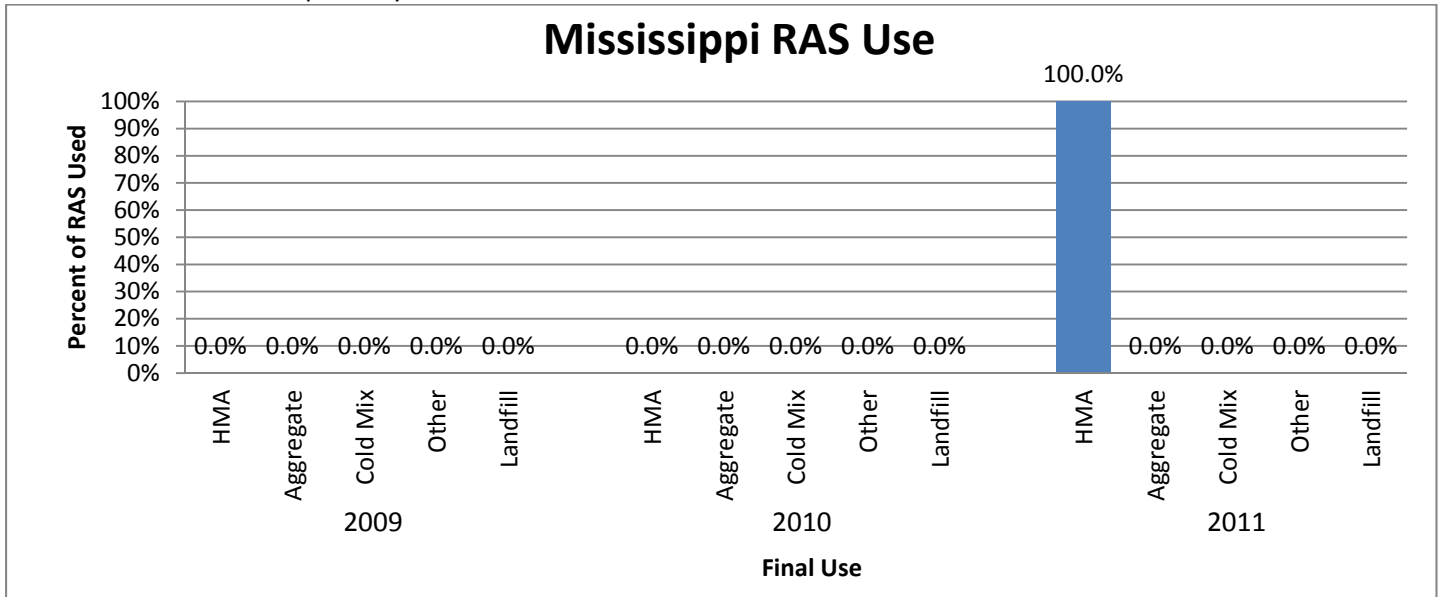 Mississippi RAS Use
100.0%
100%
90%
80%
70%
60%
50%
40%
30%
20%
10%
0%
Percent of RAS Used
0.0% 0.0% 0.0% 0.0% 0.0% 0.0% 0.0% 0.0% 0.0% 0.0% 0.0% 0.0% 0.0% 0.0%
HMA
Aggregate
Cold Mix
Other
Landfill
HMA
Aggregate
Cold Mix
Other
Landfill
HMA
Aggregate
Cold Mix
Other
Landfill
2009 2010 2011
Final Use